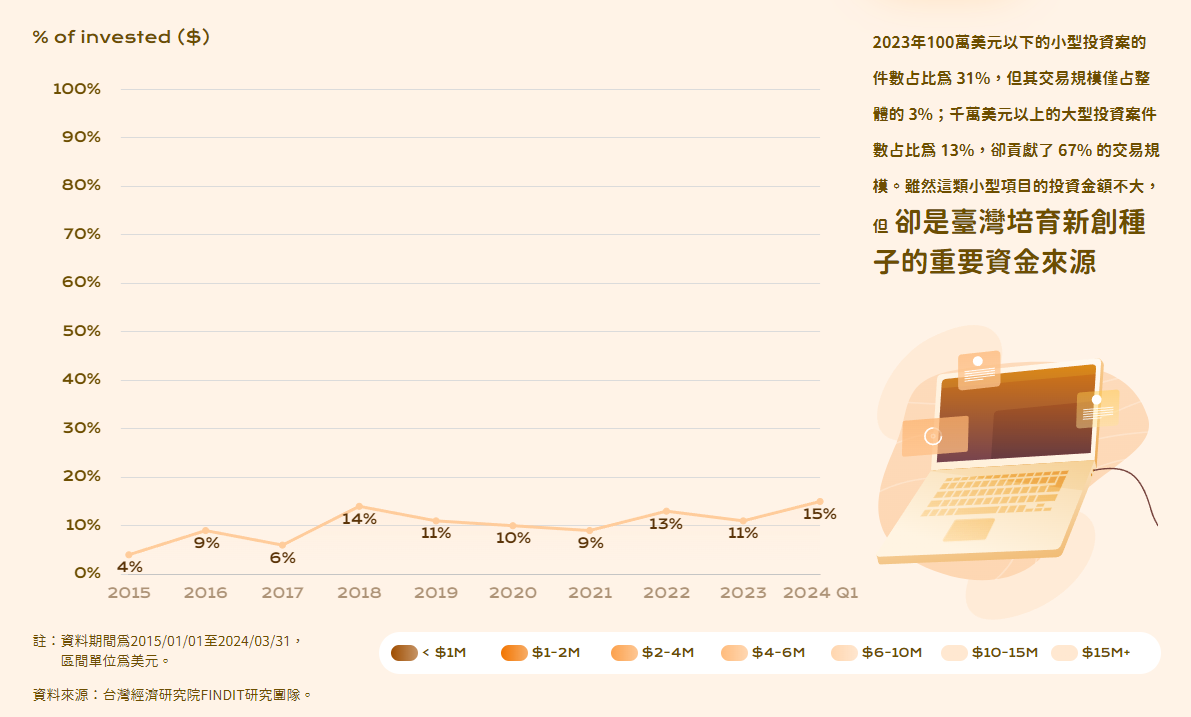 % of invested ($)
100%
90%
80%
70%
60%
50%
40%
30%
20%
10%
0%
4%
9%
6%
14%
11%
10%
9%
13%
11%
15%
2015
2016
2017
2018
2019
2020
2021
2022
2023
2024 Q1
2023年100萬美元以下的小型投資案的
件數占比為 31%，但其交易規模僅占整
體的 3%；千萬美元以上的大型投資案件
數占比為 13%，卻貢獻了 67% 的交易規
模。雖然這類小型項目的投資金額不大，
但 卻是臺灣培育新創種
子的重要資金來源
註：資料期間為2015/01/01至2024/03/31，
區間單位為美元。
資料來源：台灣經濟研究院FINDIT研究團隊。
< $1M
$1-2M
$2-4M
$4-6M
$6-10M
$10-15M
$15M+